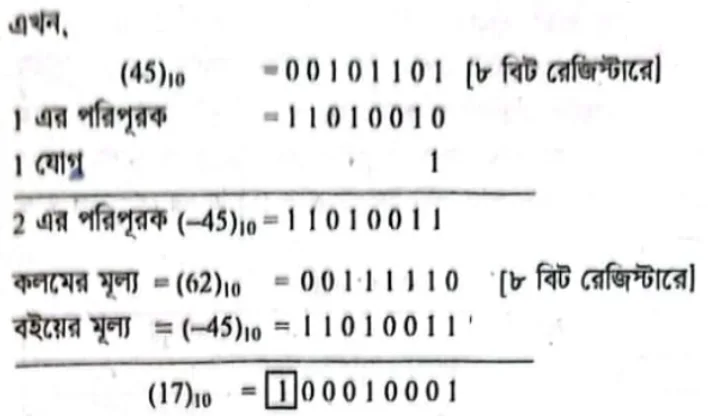 এখন,
(45)₁₀ = 0 0 1 0 1 1 0 1 [৮ বিট রেজিস্টারে]
1 এর পরিপূরক = 1 1 0 1 0 0 1 0
1 যোগ 1
2 এর পরিপূরক (–45)₁₀ = 1 1 0 1 0 0 1 1
কলমের মূল্য = (62)₁₀ = 0 0 1 1 1 1 1 0 [৮ বিট রেজিস্টারে]
বইয়ের মূল্য = (–45)₁₀ = 1 1 0 1 0 0 1 1
(17)₁₀ = 1 0 0 0 1 0 0 0 1